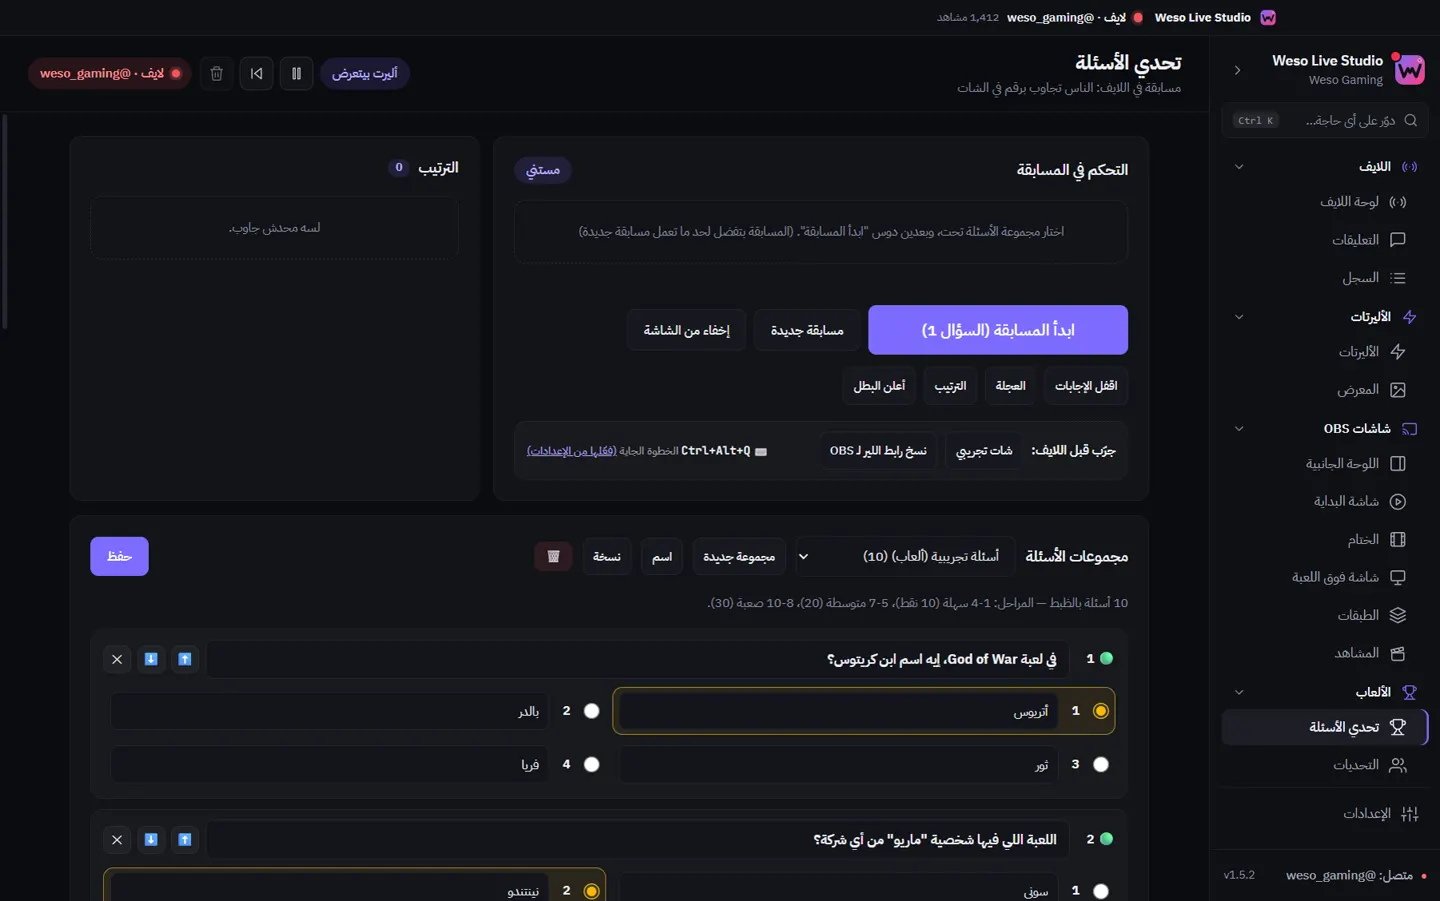 Weso Live Studio
لايف · @weso_gaming
1,412 مشاهد
Weso Live Studio
Weso Gaming
دوّر على أي حاجة...
Ctrl K
اللايف
لوحة اللايف
التعليقات
السجل
الأليرتات
الأليرتات
المعرض
شاشات OBS
اللوحة الجانبية
شاشة البداية
الختام
شاشة فوق اللعبة
الطبقات
المشاهد
الألعاب
تحدي الأسئلة
التحديات
الإعدادات
متصل: @weso_gaming
v1.5.2
تحدي الأسئلة
مسابقة في اللايف: الناس تجاوب برقم في الشات
أليرت بيتعرض
لايف · @weso_gaming
التحكم في المسابقة
مستني
اختار مجموعة الأسئلة تحت، وبعدين دوس "ابدأ المسابقة". (المسابقة بتفضل لحد ما تعمل مسابقة جديدة)
ابدأ المسابقة (السؤال 1)
مسابقة جديدة
إخفاء من الشاشة
اقفل الإجابات
العجلة
الترتيب
أعلن البطل
جرّب قبل اللايف:
شات تجريبي
نسخ رابط اللير لـ OBS
Ctrl+Alt+Q الخطوة الجاية (فعّلها من الإعدادات)
الترتيب
0
لسه محدش جاوب.
مجموعات الأسئلة
أسئلة تجريبية (ألعاب) (10)
مجموعة جديدة
اسم
نسخة
حفظ
10 أسئلة بالظبط — المراحل: 1-4 سهلة (10 نقط)، 5-7 متوسطة (20)، 8-10 صعبة (30).
1
في لعبة God of War، إيه اسم ابن كريتوس؟
1 أتريوس
2 بالدر
3 ثور
4 فريا
2
اللعبة اللي فيها شخصية "ماريو" من أي شركة؟
1 سوني
2 نينتندو